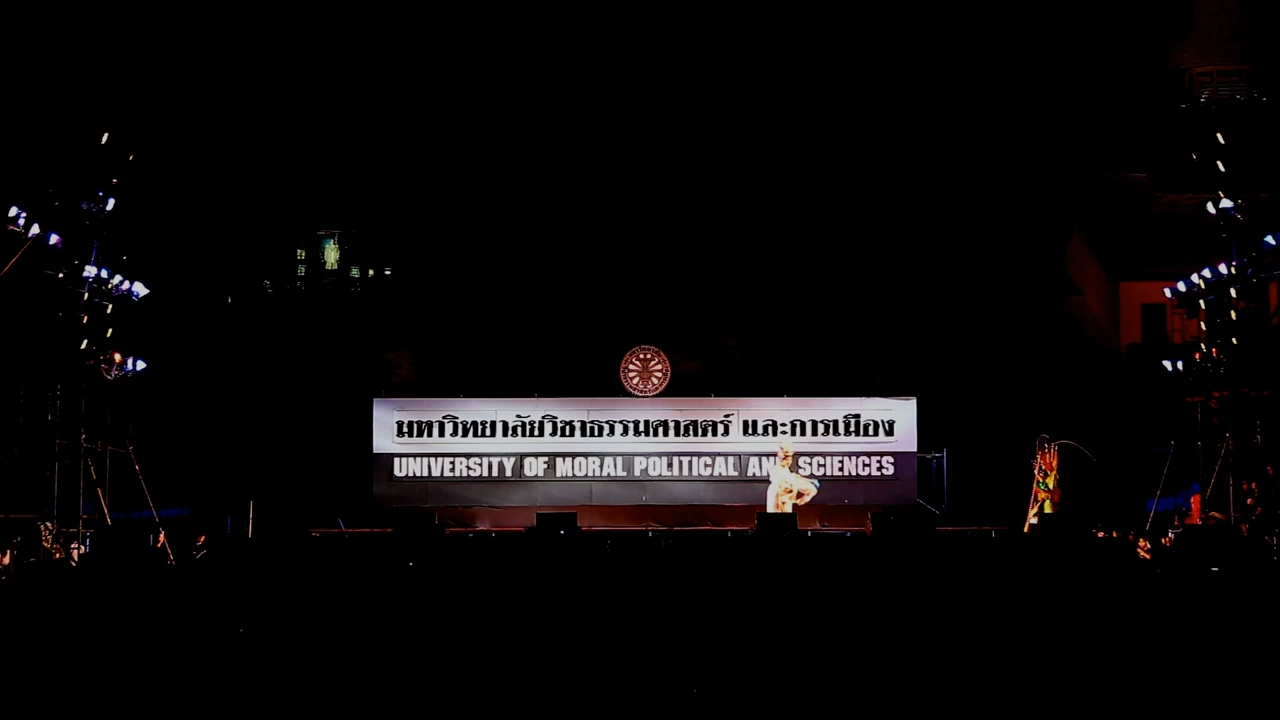 มหาวิทยาลัยวิชาธรรมศาสตร์ และการเมือง
UNIVERSITY OF MORAL POLITICAL AND SCIENCES